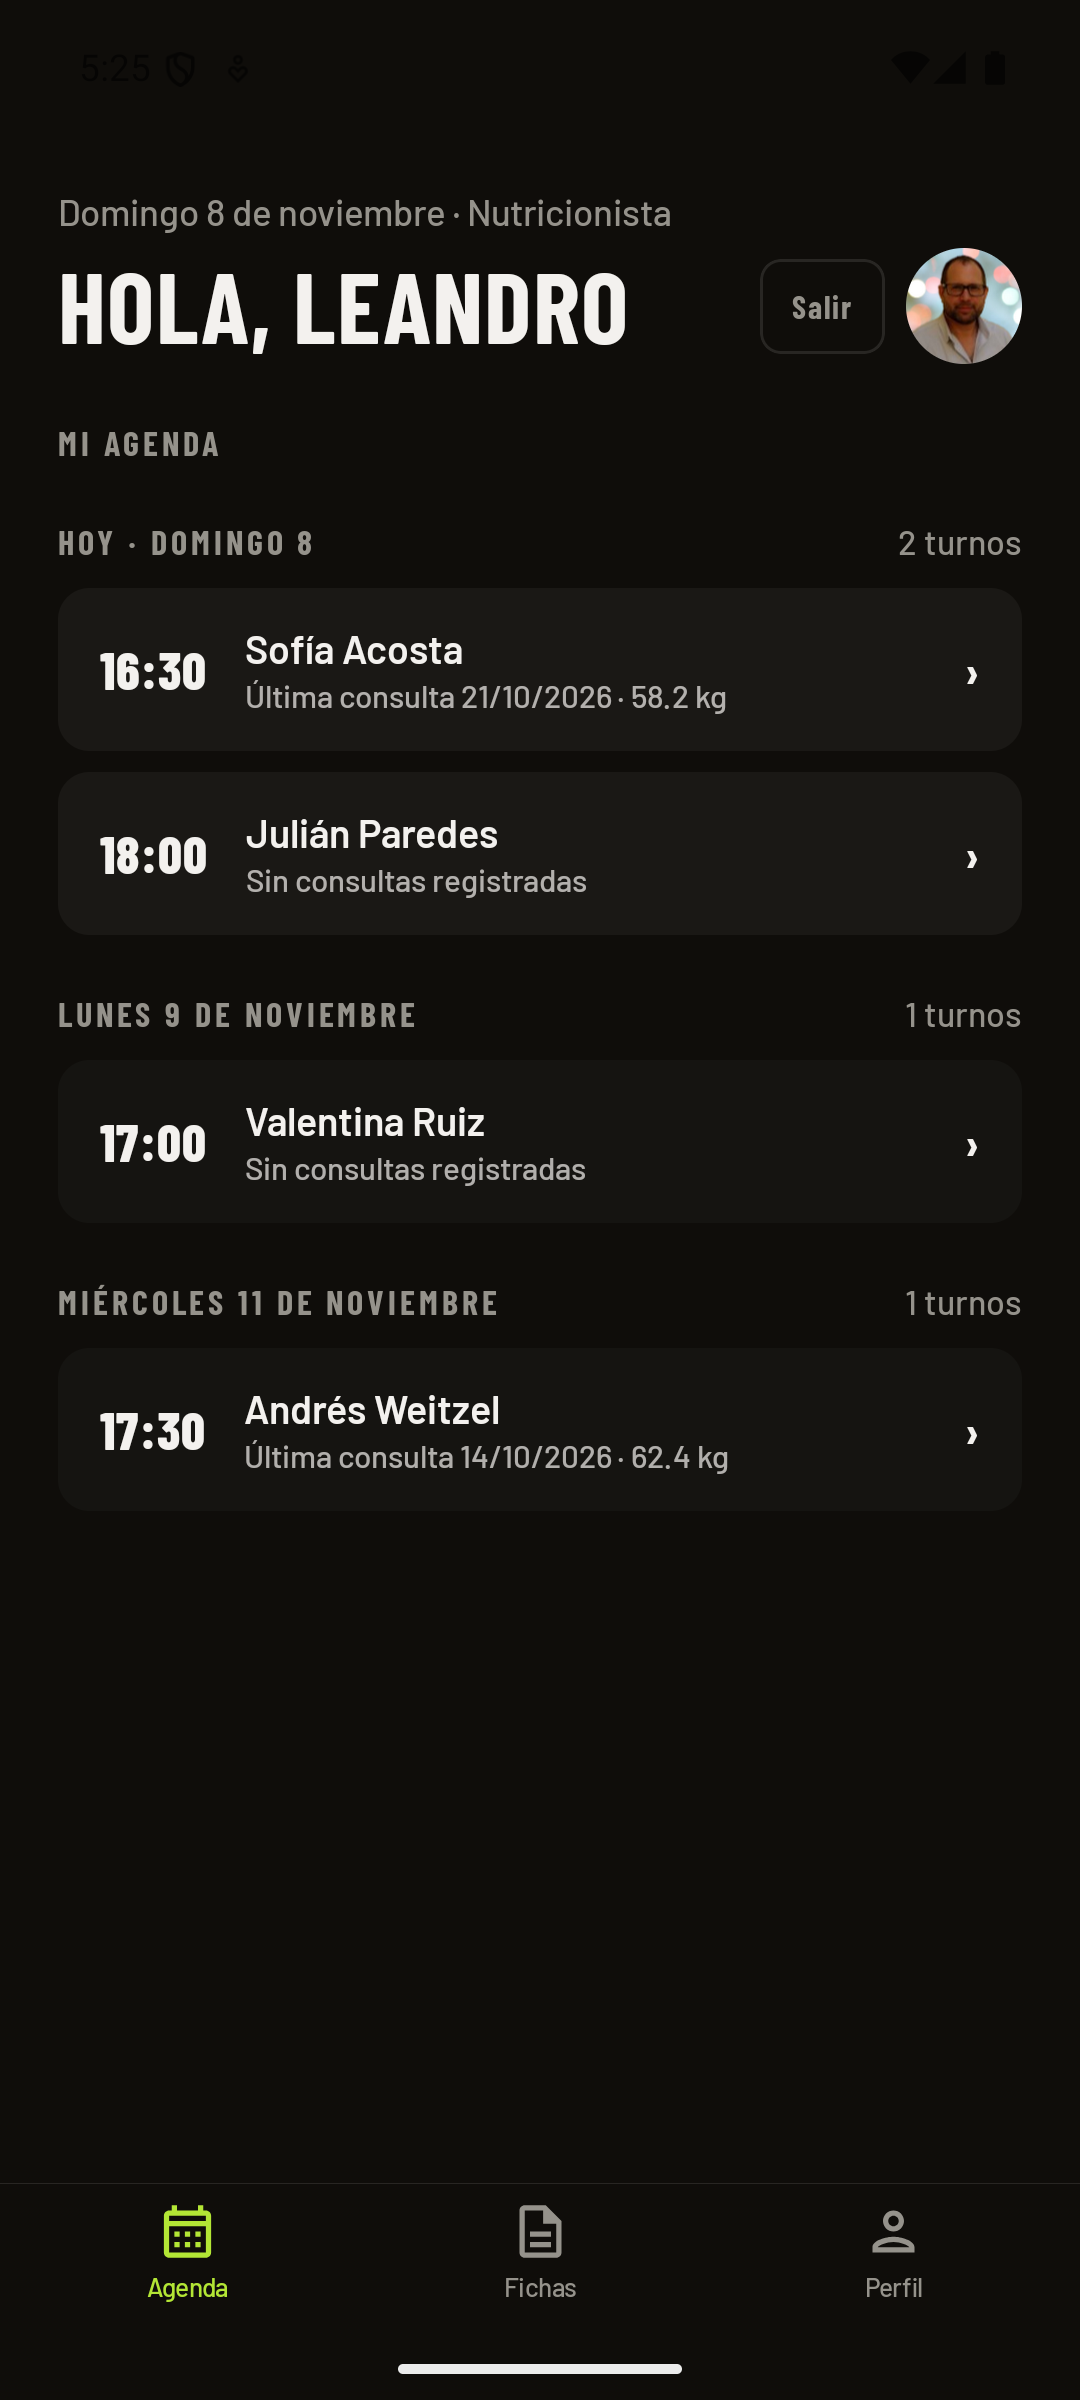 5:25
Domingo 8 de noviembre · Nutricionista
HOLA, LEANDRO
Salir
MI AGENDA
HOY · DOMINGO 8
2 turnos
16:30
Sofía Acosta
Última consulta 21/10/2026 · 58.2 kg
›
18:00
Julián Paredes
Sin consultas registradas
›
LUNES 9 DE NOVIEMBRE
1 turnos
17:00
Valentina Ruiz
Sin consultas registradas
›
MIÉRCOLES 11 DE NOVIEMBRE
1 turnos
17:30
Andrés Weitzel
Última consulta 14/10/2026 · 62.4 kg
›
Agenda
Fichas
Perfil